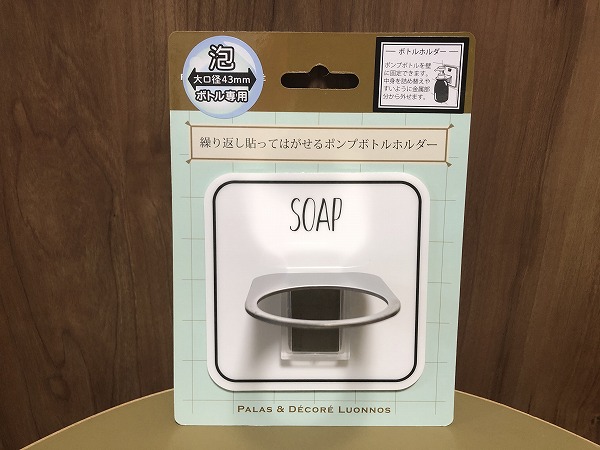 泡
大口径43mm
ボトル専用
ボトルホルダー
ポンプボトルを壁
に固定できます。
中身を詰め替えや
すいように金属部
分から外せます。
繰り返し貼ってはがせるポンプボトルホルダー
SOAP
PALAS & DÉCORÉ LUONNOS